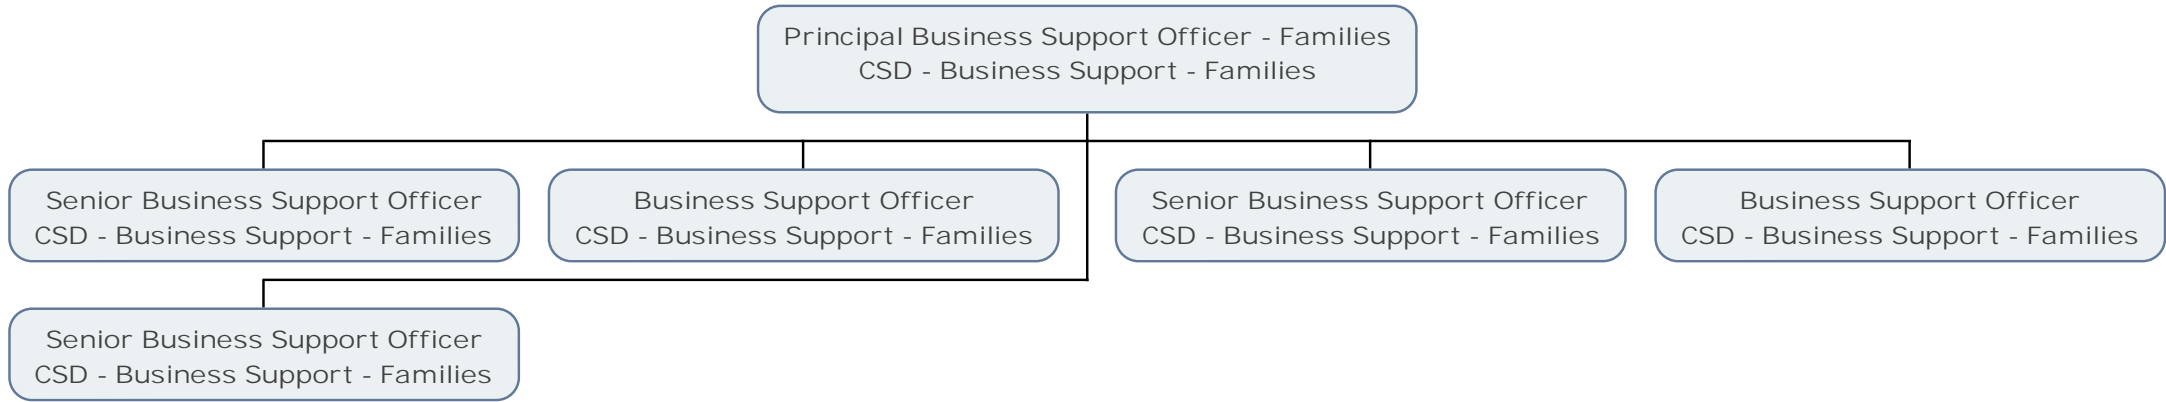 Principal Business Support Officer - Families
CSD - Business Support - Families
Senior Business Support Officer
CSD - Business Support - Families
Business Support Officer
CSD - Business Support - Families
Senior Business Support Officer
CSD - Business Support - Families
Business Support Officer
CSD - Business Support - Families
Senior Business Support Officer
CSD - Business Support - Families